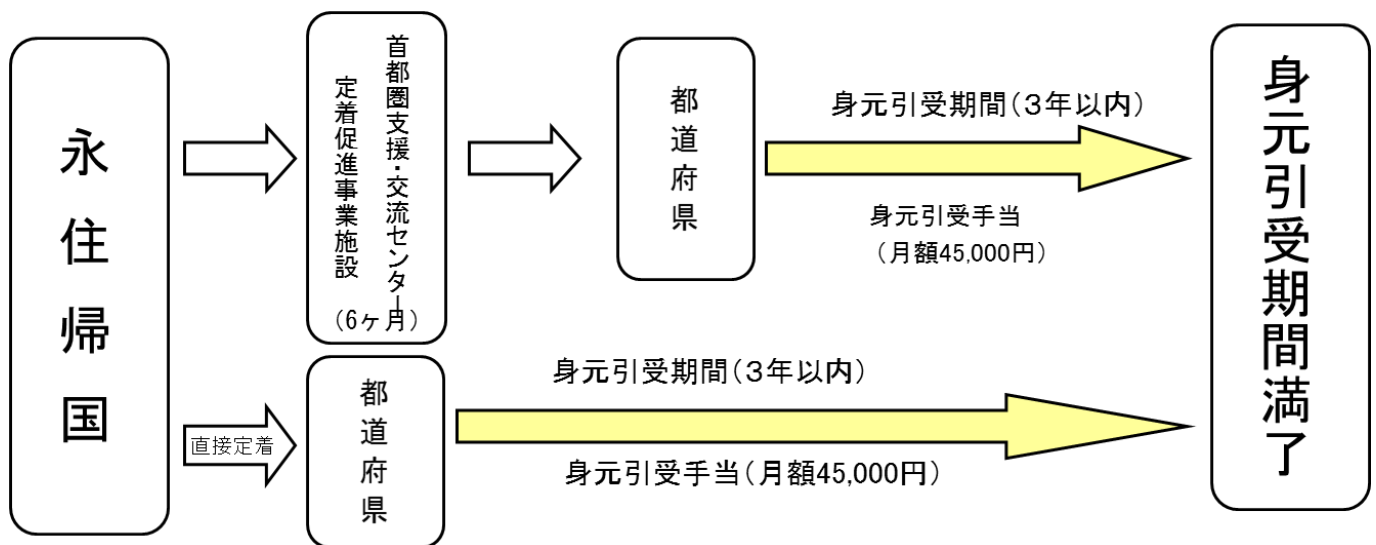 永住帰国
首都圏支援・交流センター
定着促進事業施設
(6ヶ月)
都道府県
身元引受期間(3年以内)
身元引受手当
(月額45,000円)
直接定着
都道府県
身元引受期間(3年以内)
身元引受手当(月額45,000円)
身元引受期間満了